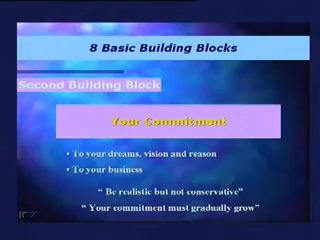 8 Basic Building Blocks
Second Building Block
Your Commitment
• To your dreams, vision and reason
• To your business
“ Be realistic but not conservative”
“ Your commitment must gradually grow”